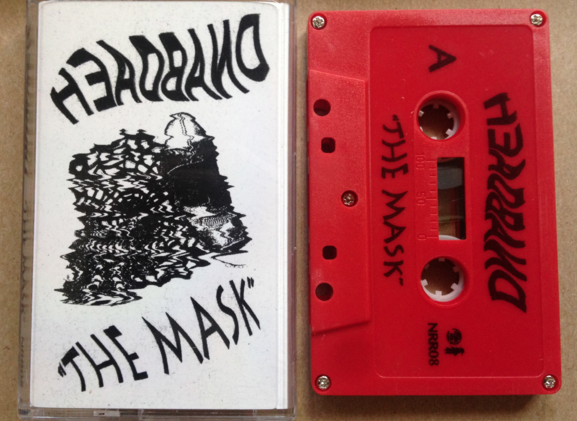 HEADBAND
"THE MASK"
A
HEADBAND
"THE MASK"
NRR08